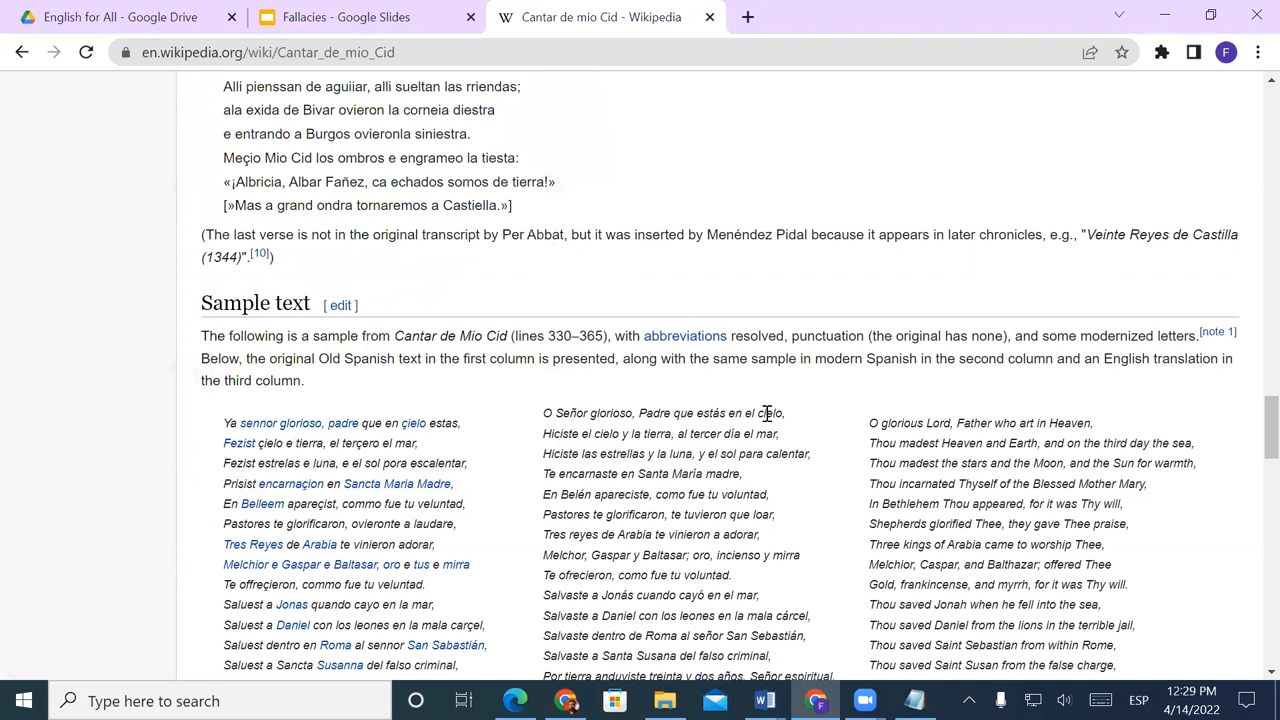 English for All - Google Drive
Fallacies - Google Slides
Cantar de mio Cid - Wikipedia
en.wikipedia.org/wiki/Cantar_de_mio_Cid
F
Alli pienssan de aguiiar, alli sueltan las rriendas;
ala exida de Bivar ovieron la corneia diestra
e entrando a Burgos ovieronla siniestra.
Meçio Mio Cid los ombros e engrameo la tiesta:
«¡Albricia, Albar Fañez, ca echados somos de tierra!»
[»Mas a grand ondra tornaremos a Castiella.»]
(The last verse is not in the original transcript by Per Abbat, but it was inserted by Menéndez Pidal because it appears in later chronicles, e.g., "Veinte Reyes de Castilla
(1344)".[10])
Sample text [ edit ]
The following is a sample from Cantar de Mio Cid (lines 330–365), with abbreviations resolved, punctuation (the original has none), and some modernized letters.[note 1]
Below, the original Old Spanish text in the first column is presented, along with the same sample in modern Spanish in the second column and an English translation in
the third column.
Ya sennor glorioso, padre que en çielo estas,
Fezist çielo e tierra, el terçero el mar,
Fezist estrelas e luna, e el sol pora escalentar,
Prisist encarnaçion en Sancta Maria Madre,
En Belleem apareçist, commo fue tu voluntad,
Pastores te glorificaron, ovieronte a laudare,
Tres Reyes de Arabia te vinieron adorar,
Melchior e Gaspar e Baltasar, oro e tus e mirra
Te offreçieron, commo fue tu veluntad.
Saluest a Jonas quando cayo en la mar,
Saluest a Daniel con los leones en la mala carçel,
Saluest dentro en Roma al sennor San Sabastián,
Saluest a Sancta Susanna del falso criminal,
O Señor glorioso, Padre que estás en el cielo,
Hiciste el cielo y la tierra, al tercer día el mar,
Hiciste las estrellas y la luna, y el sol para calentar,
Te encarnaste en Santa María madre,
En Belén apareciste, como fue tu voluntad,
Pastores te glorificaron, te tuvieron que loar,
Tres reyes de Arabia te vinieron a adorar,
Melchor, Gaspar y Baltasar; oro, incienso y mirra
Te ofrecieron, como fue tu voluntad.
Salvaste a Jonás cuando cayó en el mar,
Salvaste a Daniel con los leones en la mala cárcel,
Salvaste dentro de Roma al señor San Sebastián,
Salvaste a Santa Susana del falso criminal,
Por tierra anduviste treinta y dos años, Señor espiritual,
O glorious Lord, Father who art in Heaven,
Thou madest Heaven and Earth, and on the third day the sea,
Thou madest the stars and the Moon, and the Sun for warmth,
Thou incarnated Thyself of the Blessed Mother Mary,
In Bethlehem Thou appeared, for it was Thy will,
Shepherds glorified Thee, they gave Thee praise,
Three kings of Arabia came to worship Thee,
Melchior, Caspar, and Balthazar; offered Thee
Gold, frankincense, and myrrh, for it was Thy will.
Thou saved Jonah when he fell into the sea,
Thou saved Daniel from the lions in the terrible jail,
Thou saved Saint Sebastian from within Rome,
Thou saved Saint Susan from the false charge,
Type here to search
ESP
12:29 PM
4/14/2022